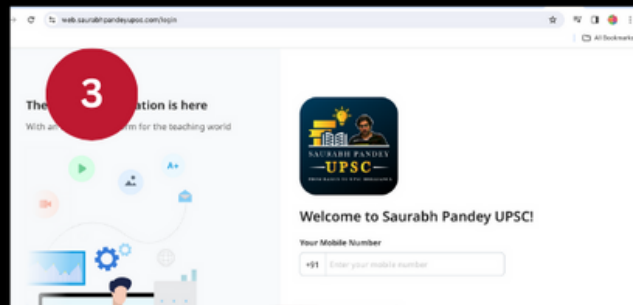 web.saurabhpandeyupsc.com/login
All Bookmarks
3
The
ation is here
With an
rm for the teaching world
A+
SAURABH PANDEY
UPSC
Welcome to Saurabh Pandey UPSC!
Your Mobile Number
+91 Enter your mobile number